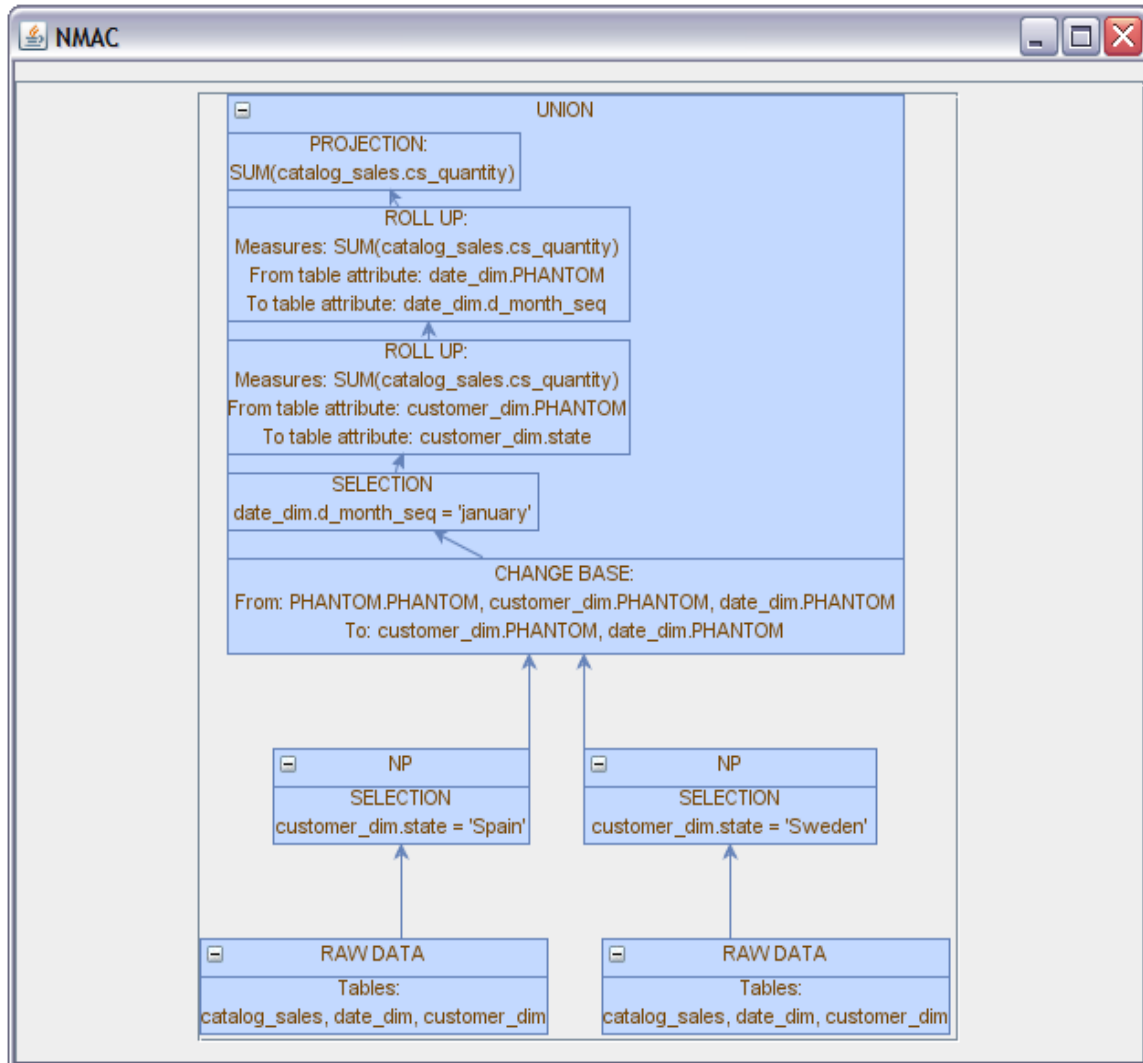 NMAC
UNION
PROJECTION:
SUM(catalog_sales.cs_quantity)
ROLL UP:
Measures: SUM(catalog_sales.cs_quantity)
From table attribute: date_dim.PHANTOM
To table attribute: date_dim.d_month_seq
ROLL UP:
Measures: SUM(catalog_sales.cs_quantity)
From table attribute: customer_dim.PHANTOM
To table attribute: customer_dim.state
SELECTION
date_dim.d_month_seq = 'january'
CHANGE BASE:
From: PHANTOM.PHANTOM, customer_dim.PHANTOM, date_dim.PHANTOM
To: customer_dim.PHANTOM, date_dim.PHANTOM
NP
SELECTION
customer_dim.state = 'Spain'
NP
SELECTION
customer_dim.state = 'Sweden'
RAW DATA
Tables:
catalog_sales, date_dim, customer_dim
RAW DATA
Tables:
catalog_sales, date_dim, customer_dim